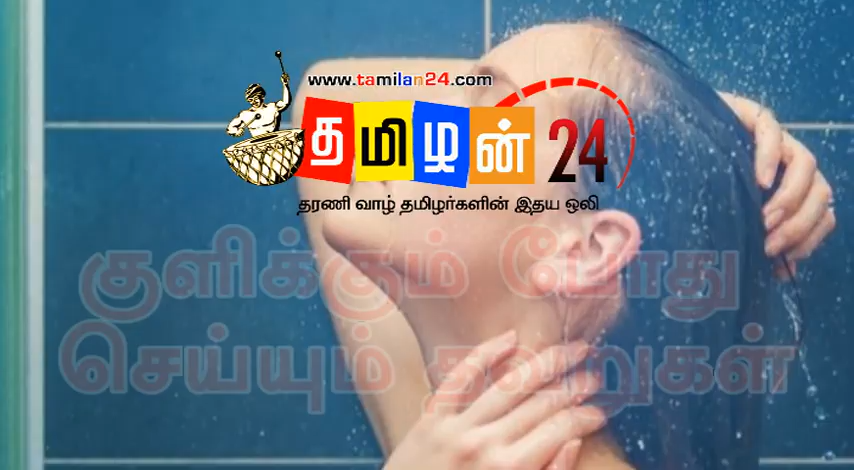 www.tamilan24.com
தமிழன் 24
தரணி வாழ் தமிழர்களின் இதய ஒலி
குளிக்கும் போது
செய்யும் தவறுகள்